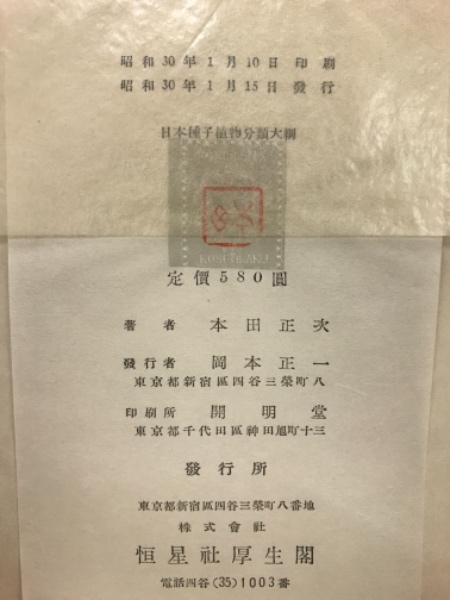 昭和30年1月10日 印刷
昭和30年1月15日 發行
日本種子植物分類大綱
定價580圓
著者 本田正次
發行者 岡本正一
東京都新宿區四谷三榮町八
印刷所 開明堂
東京都千代田區神田旭町十三
發行所
東京都新宿區四谷三榮町八番地
株式會社
恒星社厚生閣
電話四谷(35)1003番